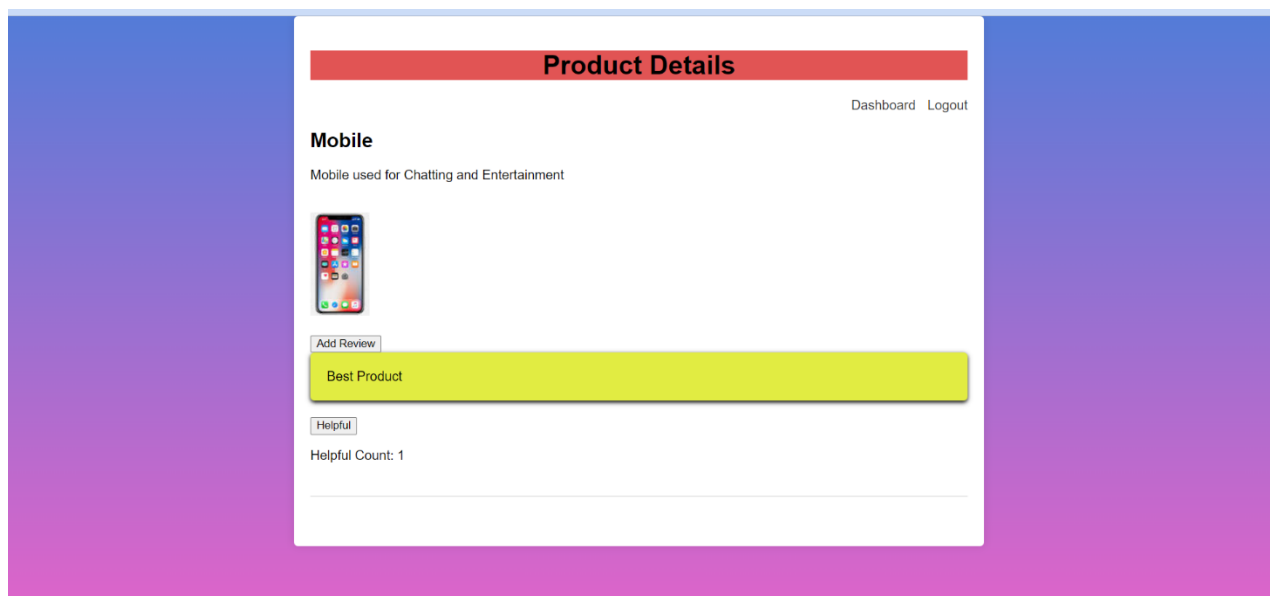 Product Details
Dashboard Logout
Mobile
Mobile used for Chatting and Entertainment
Add Review
Best Product
Helpful
Helpful Count: 1